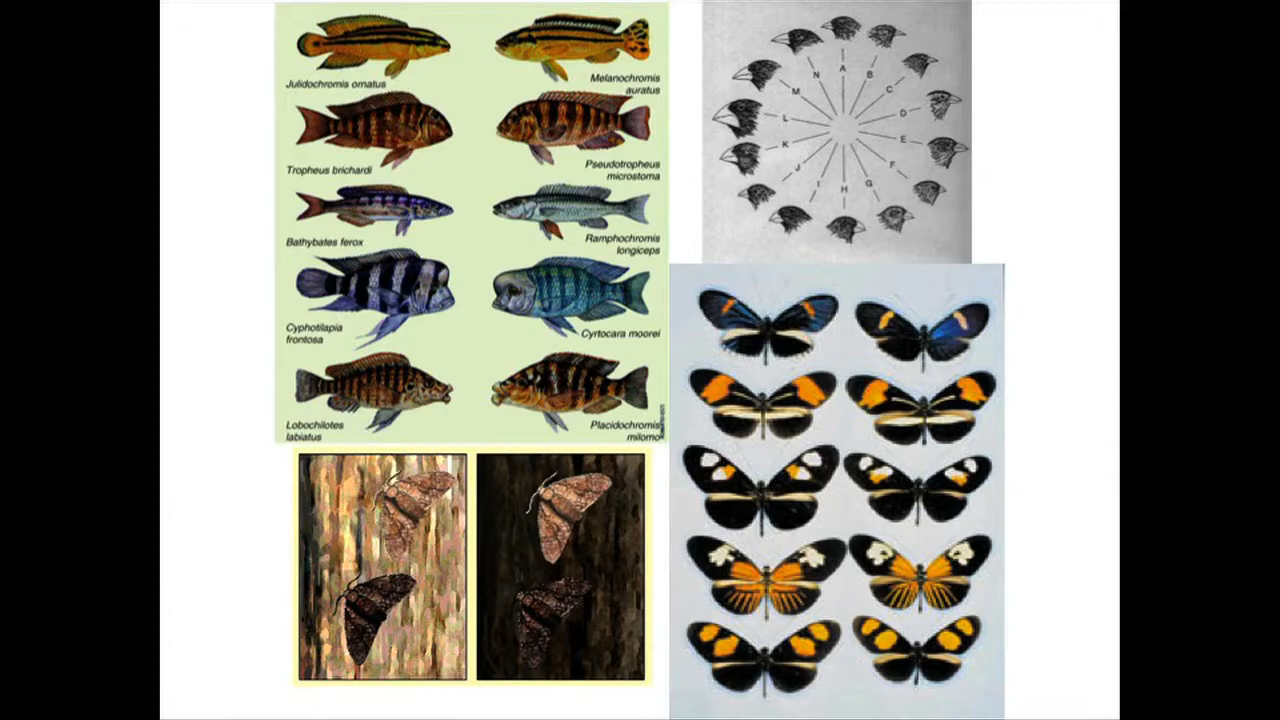 Julidochromis ornatus
Melanochromis
auratus
Tropheus brichardi
Pseudotropheus
microstoma
Bathybates ferox
Ramphochromis
longiceps
Cyphotilapia
frontosa
Cyrtocara moorei
Lobochilotes
labiatus
Placidochromis
milomo
A
B
C
D
E
F
G
H
I
J
K
L
M
N